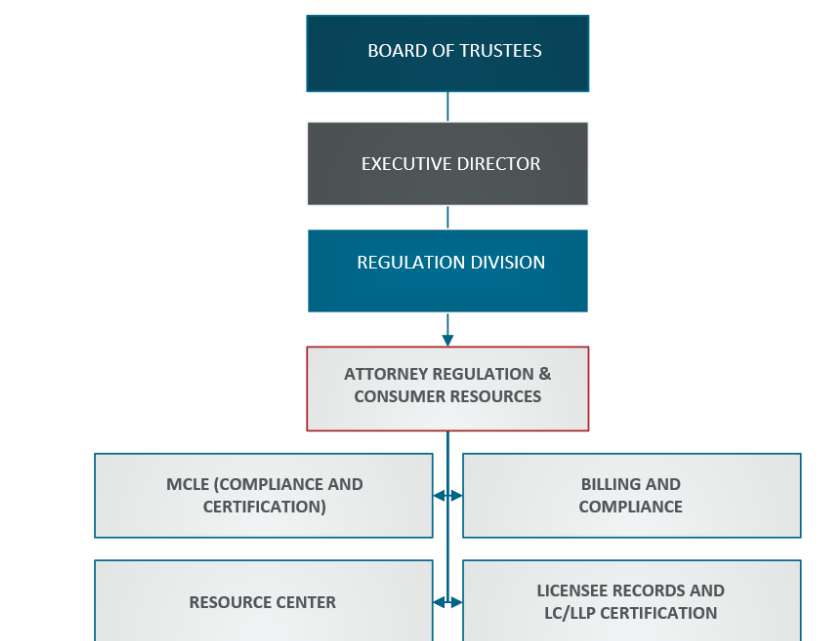 BOARD OF TRUSTEES
EXECUTIVE DIRECTOR
REGULATION DIVISION
ATTORNEY REGULATION &
CONSUMER RESOURCES
MCLE (COMPLIANCE AND
CERTIFICATION)
BILLING AND
COMPLIANCE
RESOURCE CENTER
LICENSEE RECORDS AND
LC/LLP CERTIFICATION